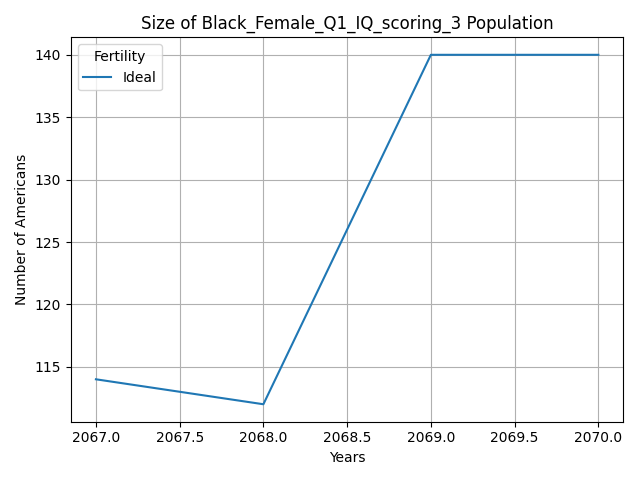 Size of Black_Female_Q1_IQ_scoring_3 Population
Fertility
Ideal
Number of Americans
140
135
130
125
120
115
2067.0 2067.5 2068.0 2068.5 2069.0 2069.5 2070.0
Years